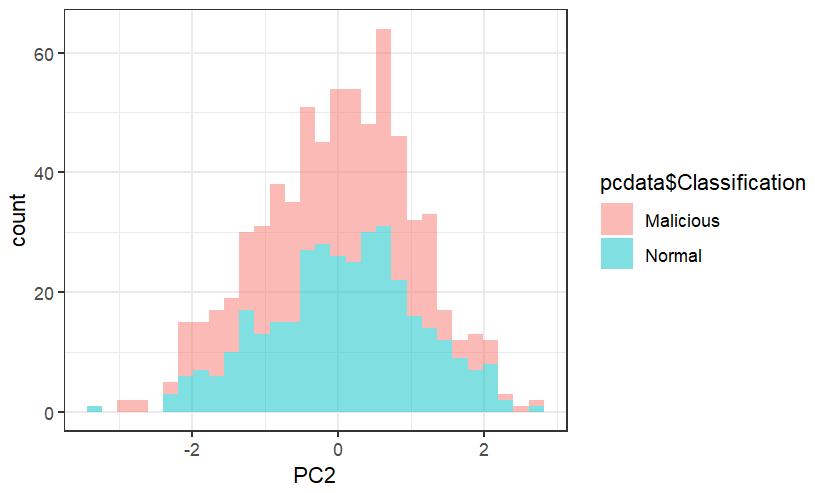 60
40
20
0
count
-2
0
2
PC2
pcdata$Classification
Malicious
Normal